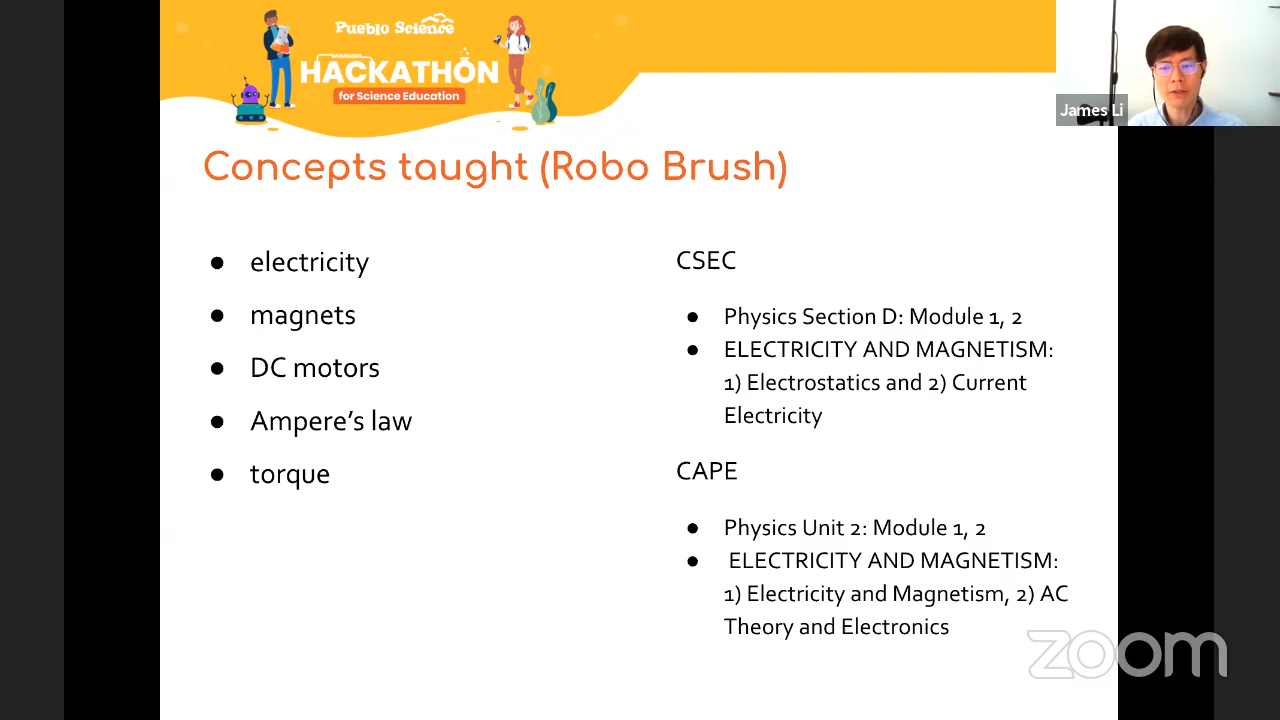 Pueblo Science
HACKATHON
for Science Education
James Li
Concepts taught (Robo Brush)
● electricity
● magnets
● DC motors
● Ampere’s law
● torque
CSEC
● Physics Section D: Module 1, 2
● ELECTRICITY AND MAGNETISM:
1) Electrostatics and 2) Current
Electricity
CAPE
● Physics Unit 2: Module 1, 2
● ELECTRICITY AND MAGNETISM:
1) Electricity and Magnetism, 2) AC
Theory and Electronics
zoom